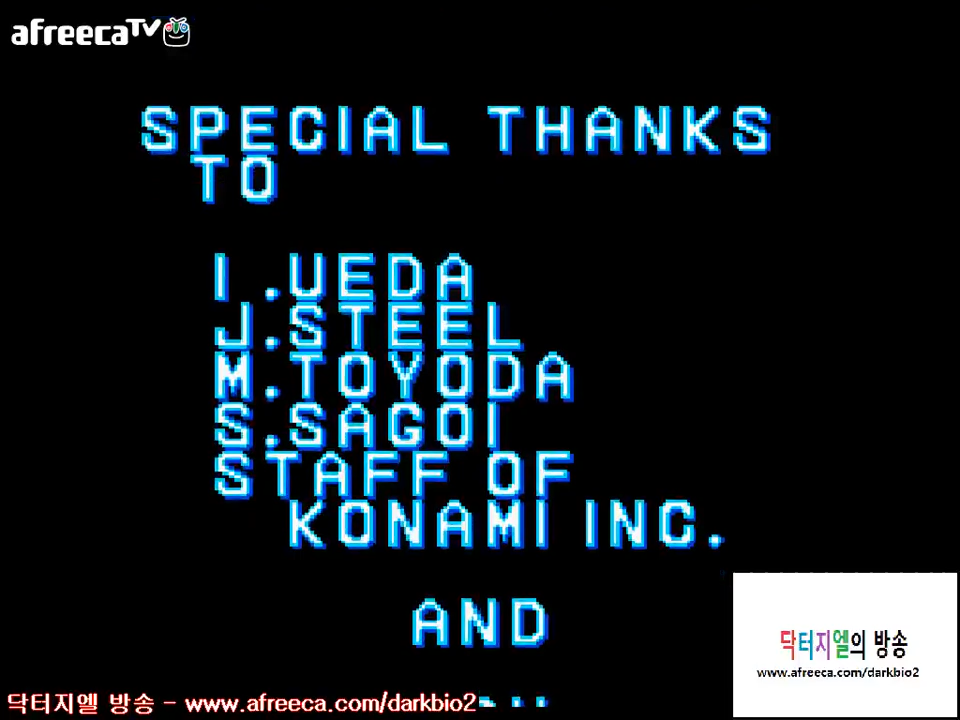 afreecaTV
SPECIAL THANKS
TO
I.UEDA
J.STEEL
M.TOYODA
S.SAGOI
STAFF OF
KONAMI INC.
AND
닥터지엘의 방송
www.afreeca.com/darkbio2
닥터지엘 방송 - www.afreeca.com/darkbio2